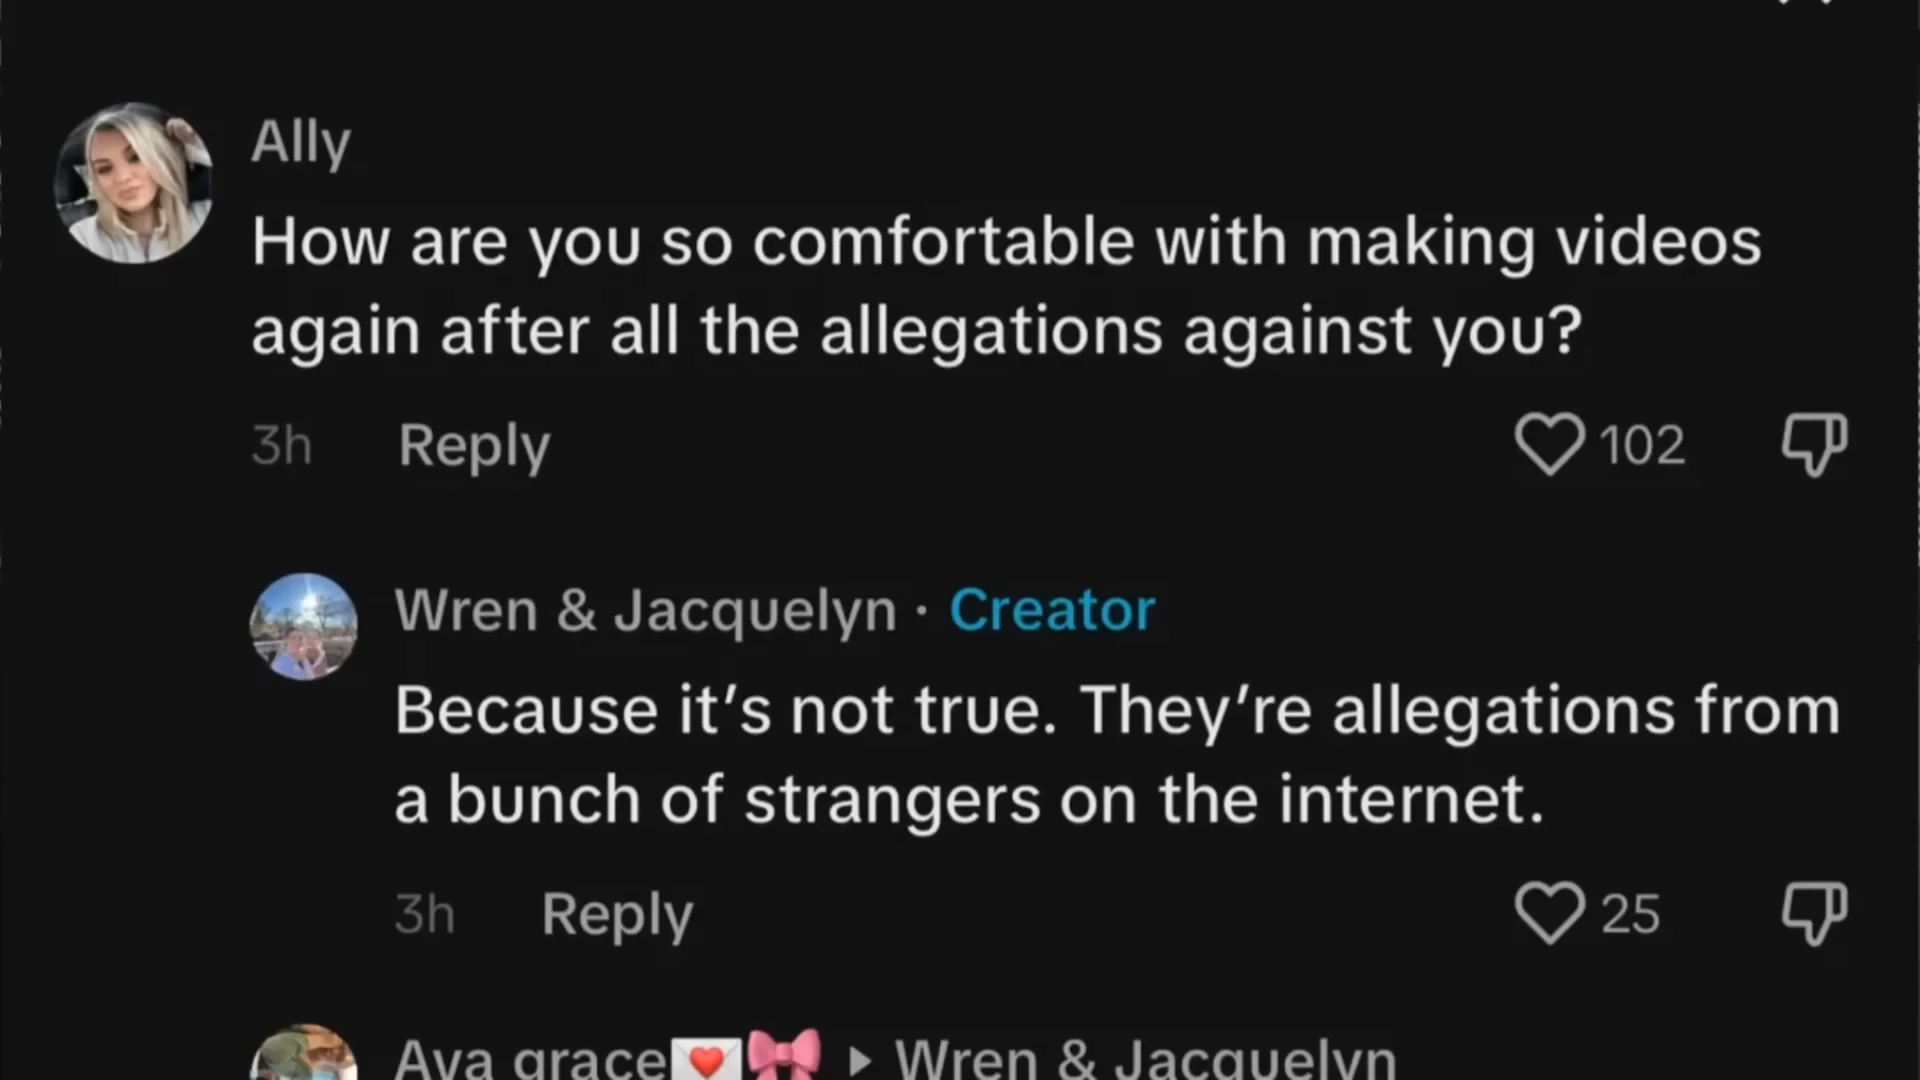 Ally
How are you so comfortable with making videos
again after all the allegations against you?
3h Reply 102
Wren & Jacquelyn · Creator
Because it’s not true. They’re allegations from
a bunch of strangers on the internet.
3h Reply 25
Ava grace💌🎀 ▸ Wren & Jacquelyn